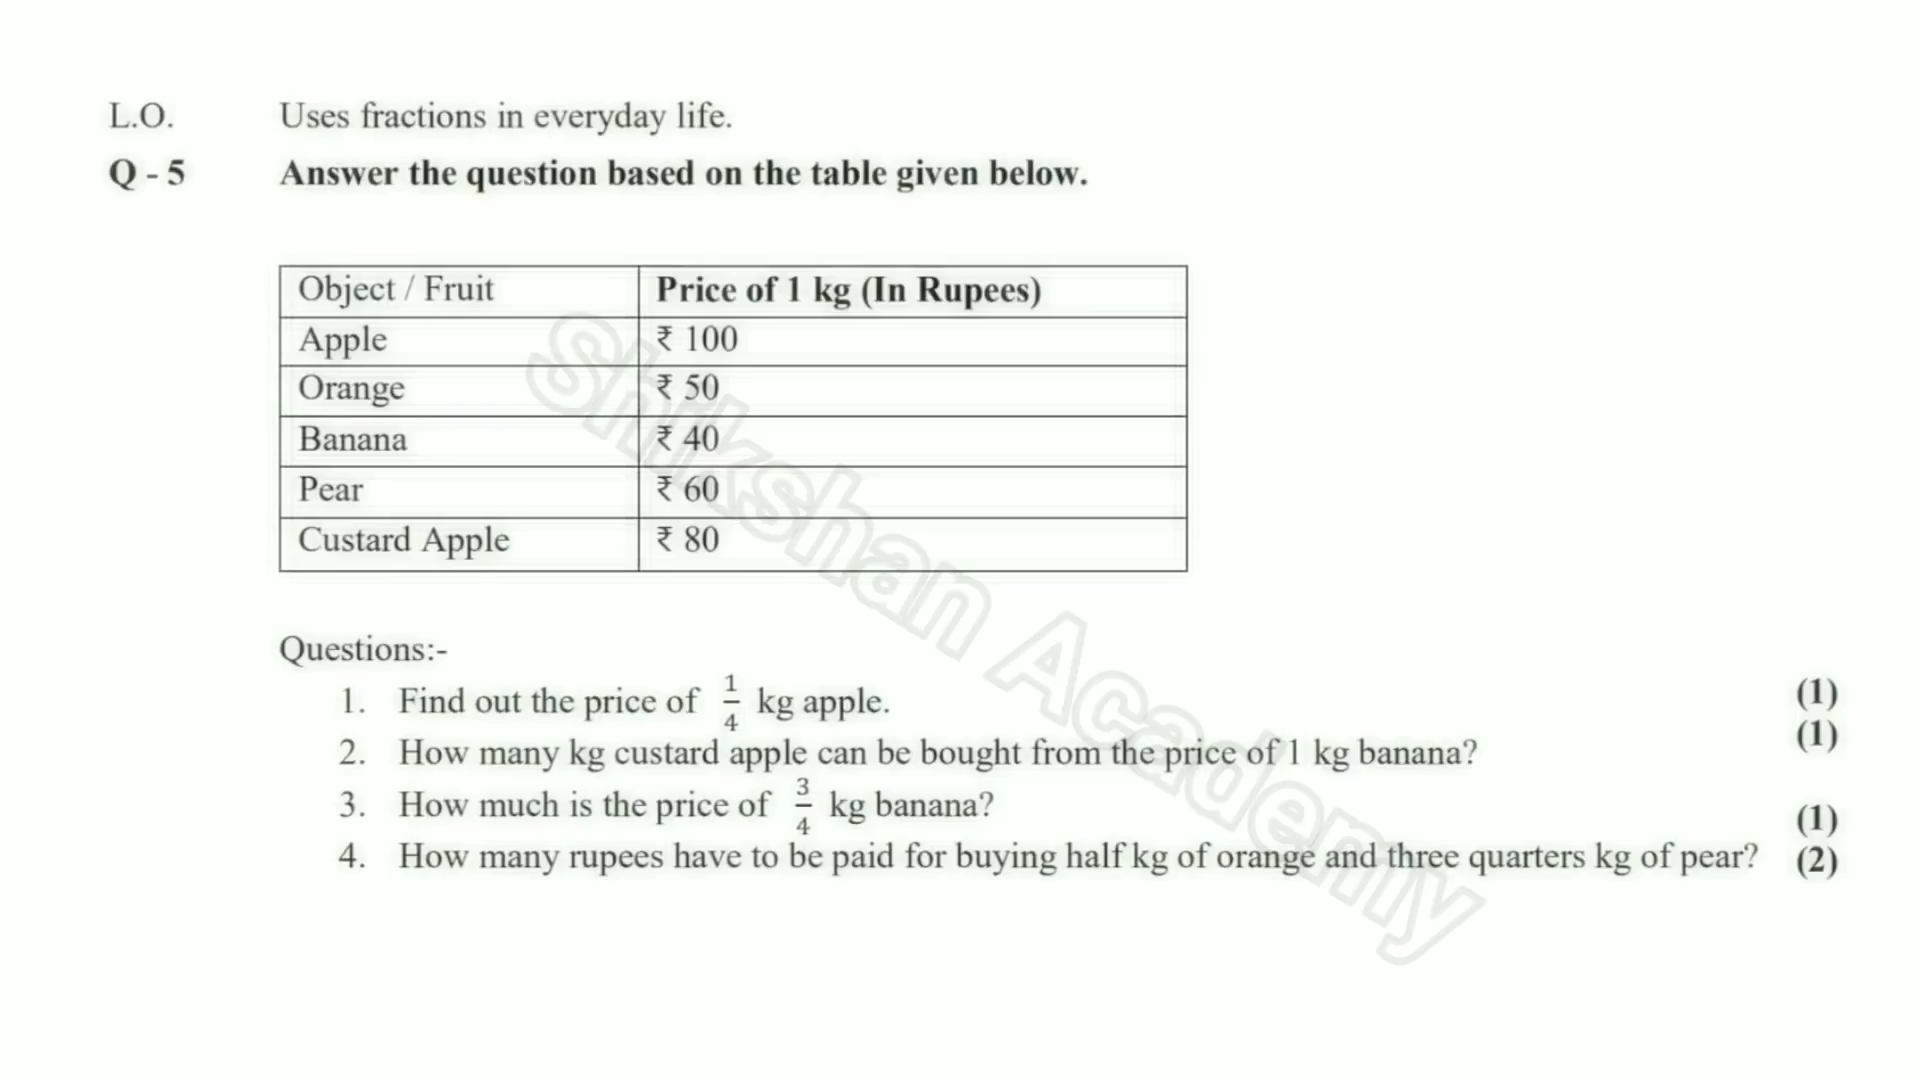 L.O. Uses fractions in everyday life.
Q - 5 Answer the question based on the table given below.
Object / Fruit Price of 1 kg (In Rupees)
Apple ₹ 100
Orange ₹ 50
Banana ₹ 40
Pear ₹ 60
Custard Apple ₹ 80
Questions:-
1. Find out the price of 1/4 kg apple. (1)
2. How many kg custard apple can be bought from the price of 1 kg banana? (1)
3. How much is the price of 3/4 kg banana? (1)
4. How many rupees have to be paid for buying half kg of orange and three quarters kg of pear? (2)
Shikshan Academy